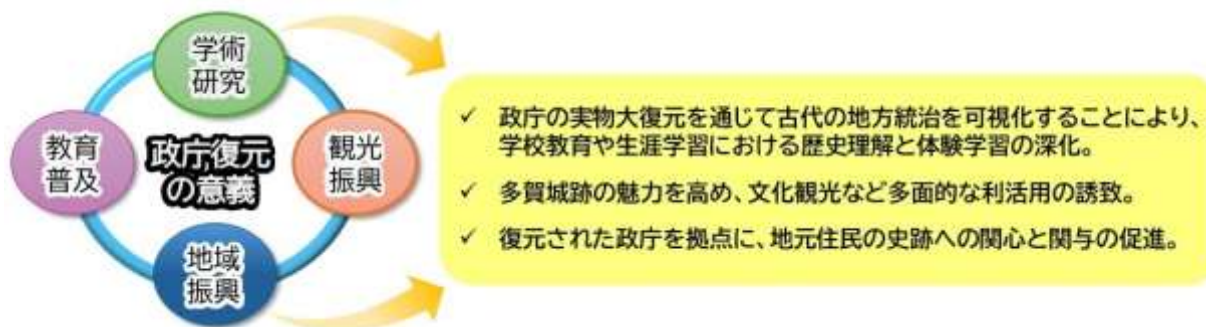 学術
研究
教育
普及
政庁復元
の意義
観光
振興
地域
振興
✓ 政庁の実物大復元を通じて古代の地方統治を可視化することにより、
学校教育や生涯学習における歴史理解と体験学習の深化。
✓ 多賀城跡の魅力を高め、文化観光など多面的な利活用の誘致。
✓ 復元された政庁を拠点に、地元住民の史跡への関心と関与の促進。